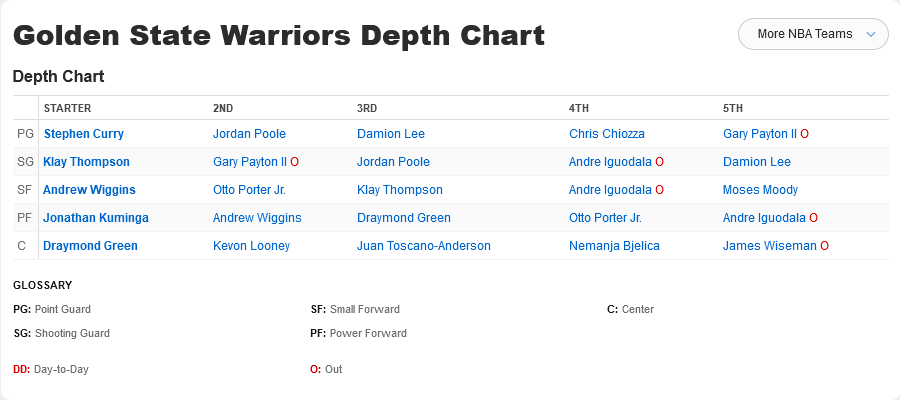 Golden State Warriors Depth Chart
More NBA Teams
Depth Chart
STARTER 2ND 3RD 4TH 5TH
PG Stephen Curry Jordan Poole Damion Lee Chris Chiozza Gary Payton II O
SG Klay Thompson Gary Payton II O Jordan Poole Andre Iguodala O Damion Lee
SF Andrew Wiggins Otto Porter Jr. Klay Thompson Andre Iguodala O Moses Moody
PF Jonathan Kuminga Andrew Wiggins Draymond Green Otto Porter Jr. Andre Iguodala O
C Draymond Green Kevon Looney Juan Toscano-Anderson Nemanja Bjelica James Wiseman O
GLOSSARY
PG: Point Guard SF: Small Forward C: Center
SG: Shooting Guard PF: Power Forward
DD: Day-to-Day O: Out